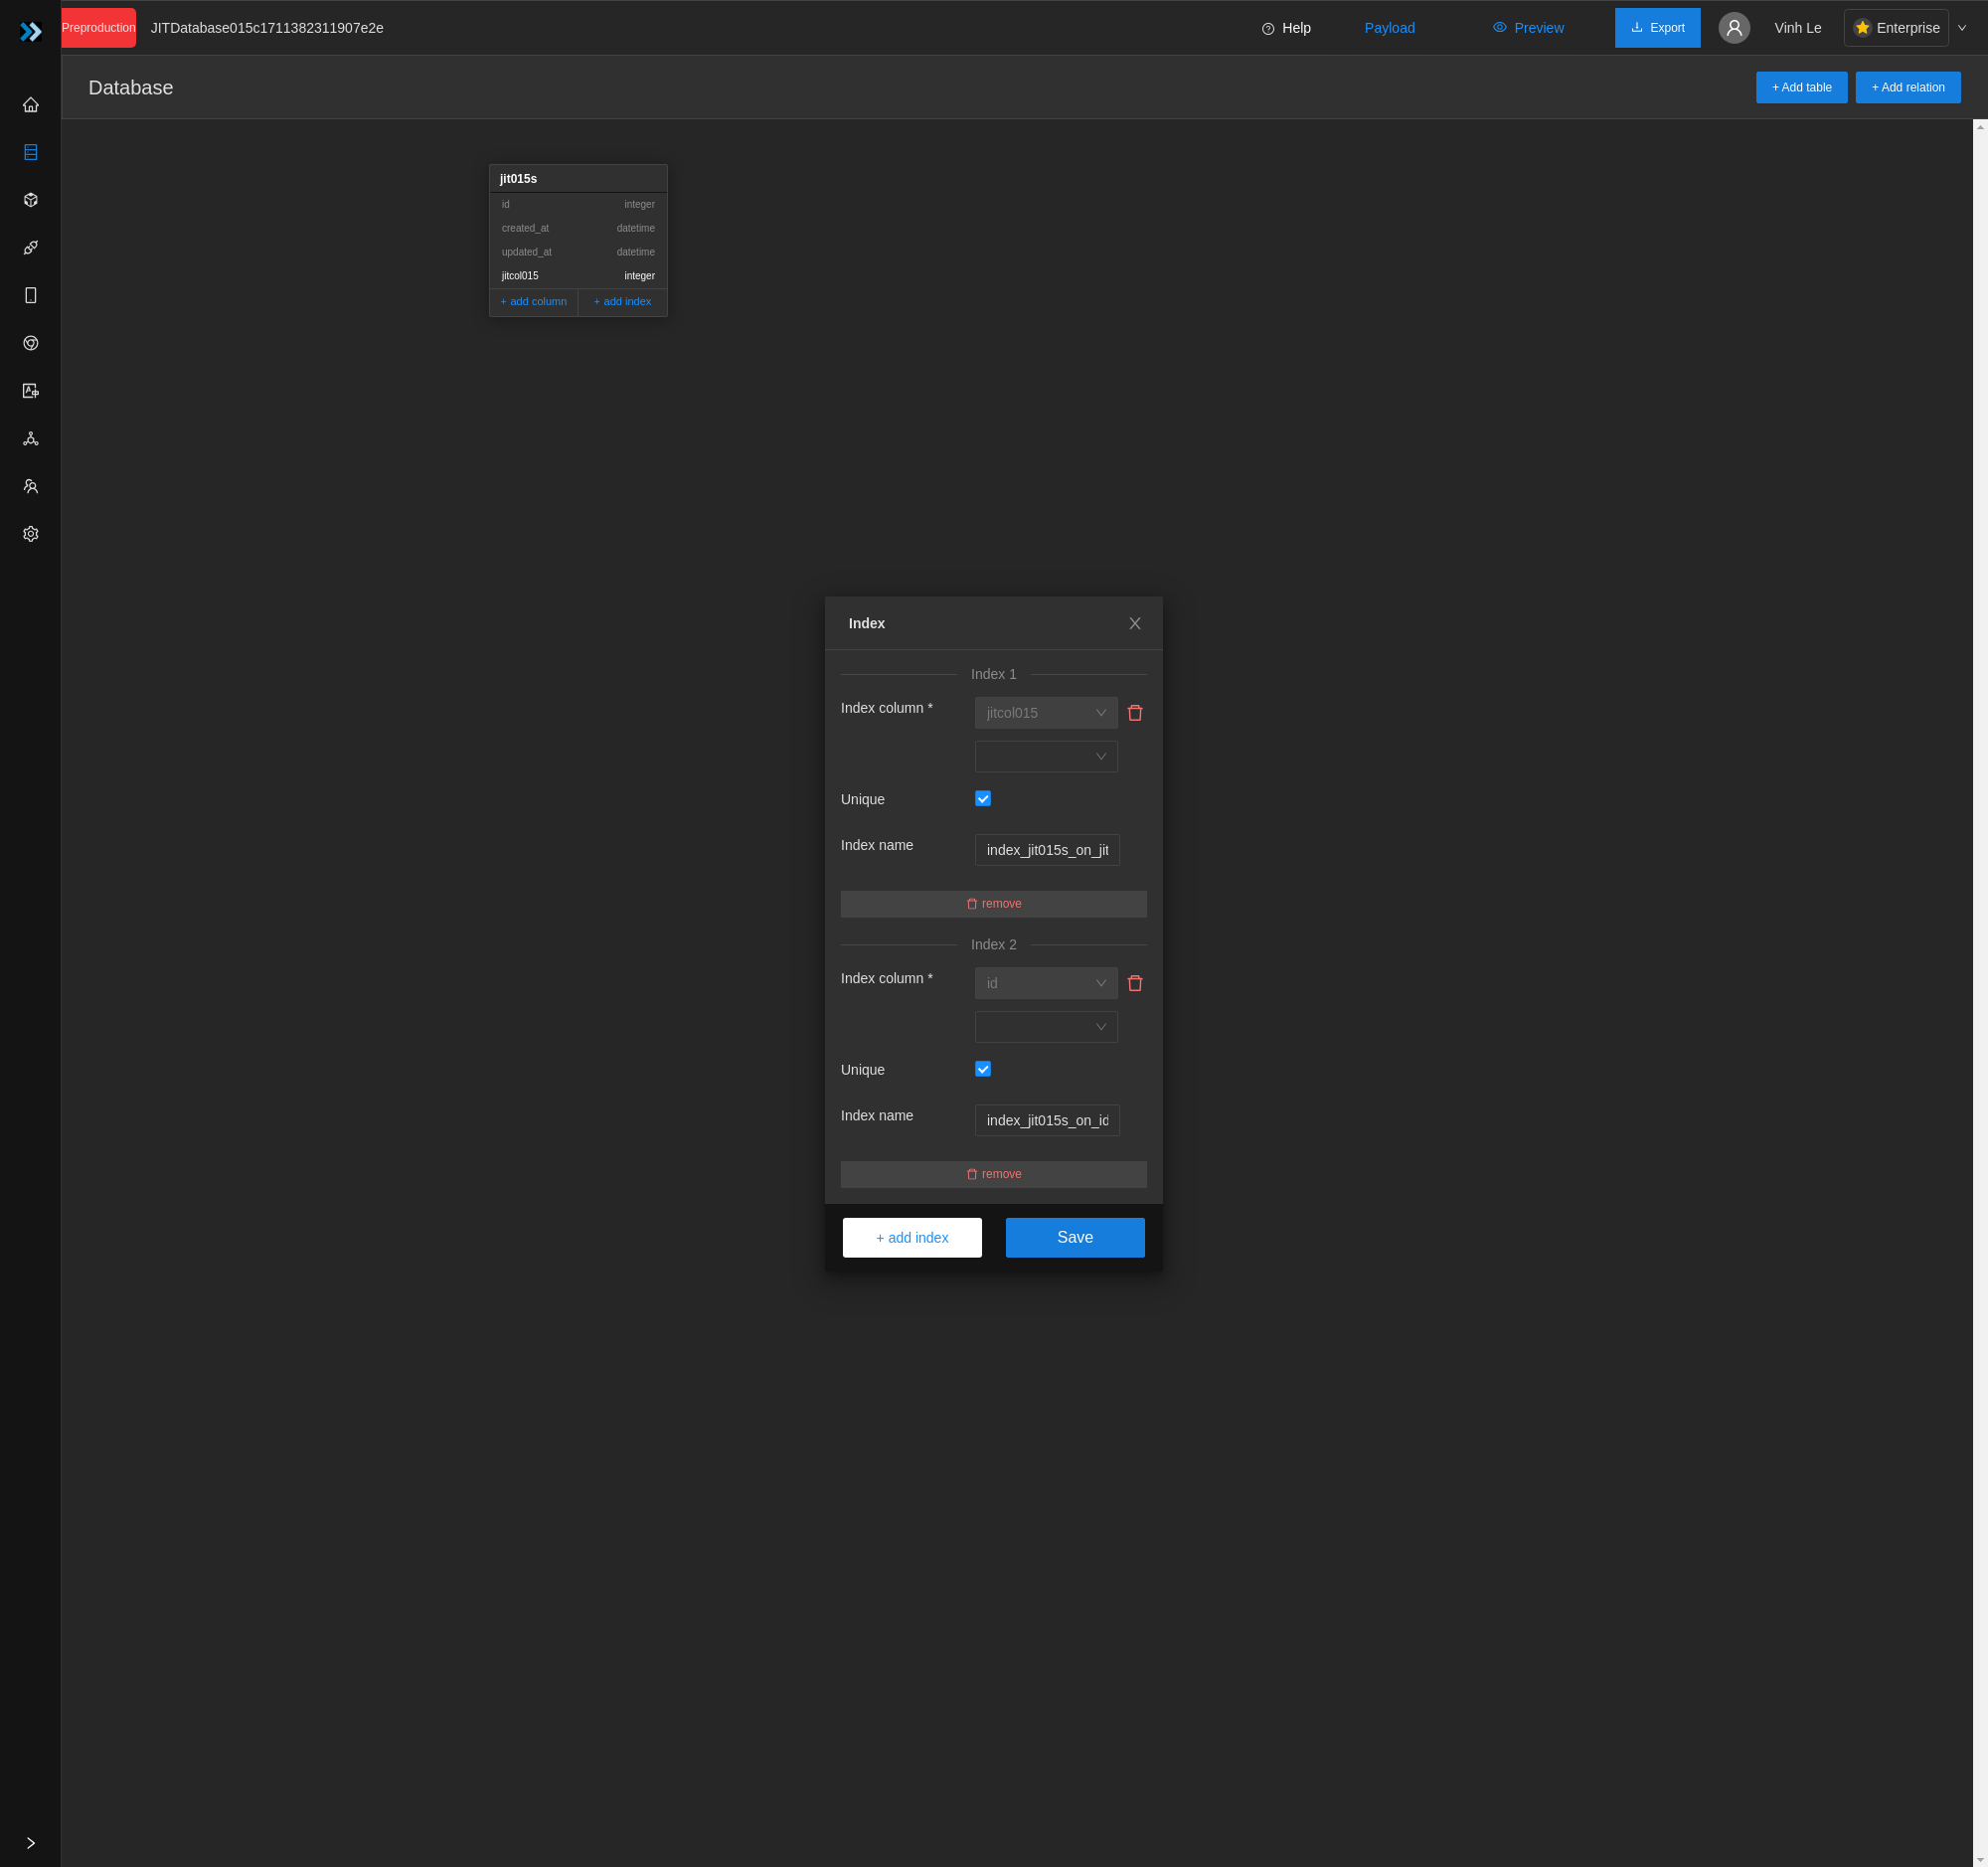 Preproduction JITDatabase015c1711382311907e2e Help Payload Preview Export Vinh Le Enterprise
Database + Add table + Add relation
jit015s
id integer
created_at datetime
updated_at datetime
jitcol015 integer
+ add column + add index
Index
Index 1
Index column * jitcol015
Unique
Index name index_jit015s_on_jit
remove
Index 2
Index column * id
Unique
Index name index_jit015s_on_id
remove
+ add index Save